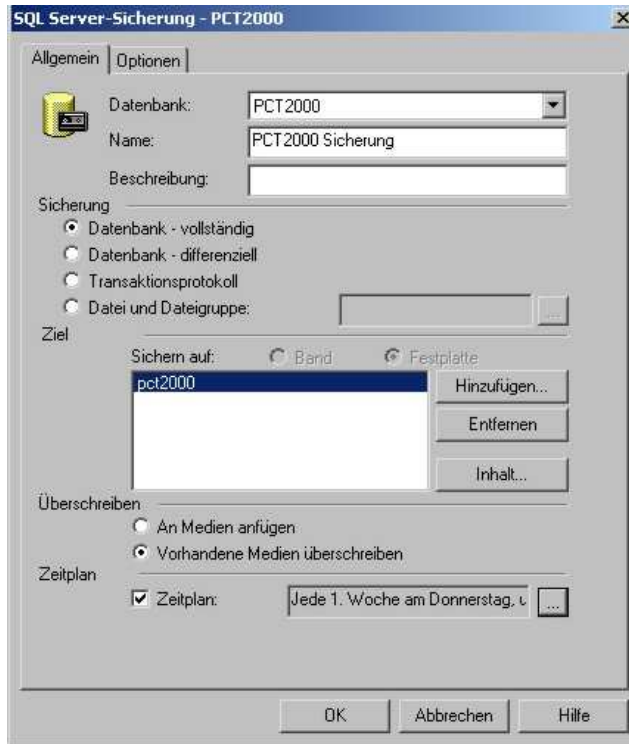 SQL Server-Sicherung - PCT2000
Allgemein
Optionen
Datenbank:
PCT2000
Name:
PCT2000 Sicherung
Beschreibung:
Sicherung
Datenbank - vollständig
Datenbank - differenziell
Transaktionsprotokoll
Datei und Dateigruppe:
...
Ziel
Sichern auf:
Band
Festplatte
pct2000
Hinzufügen...
Entfernen
Inhalt...
Überschreiben
An Medien anfügen
Vorhandene Medien überschreiben
Zeitplan
Zeitplan:
Jede 1. Woche am Donnerstag, u
...
OK
Abbrechen
Hilfe